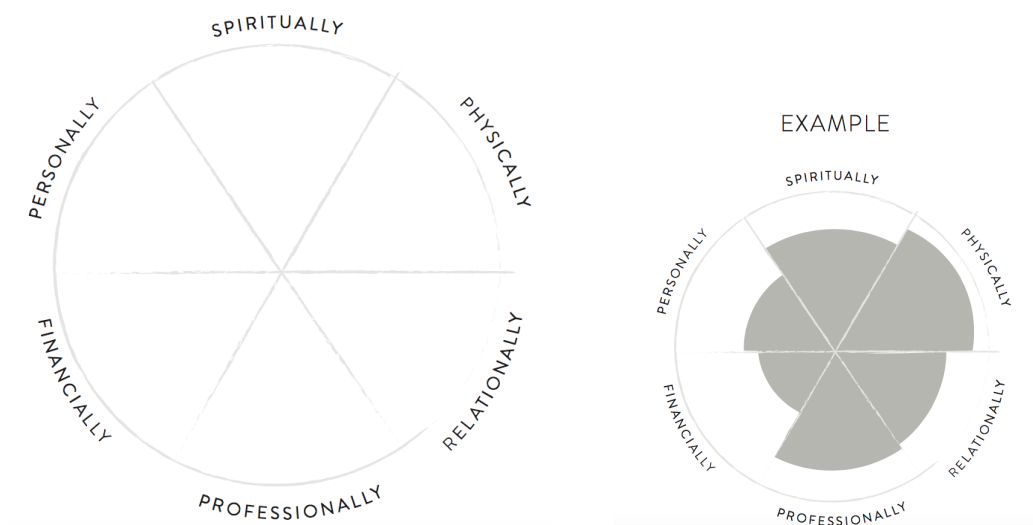 SPIRITUALLY
PHYSICALLY
RELATIONALLY
PROFESSIONALLY
FINANCIALLY
PERSONALLY
EXAMPLE
SPIRITUALLY
PHYSICALLY
RELATIONALLY
PROFESSIONALLY
FINANCIALLY
PERSONALLY